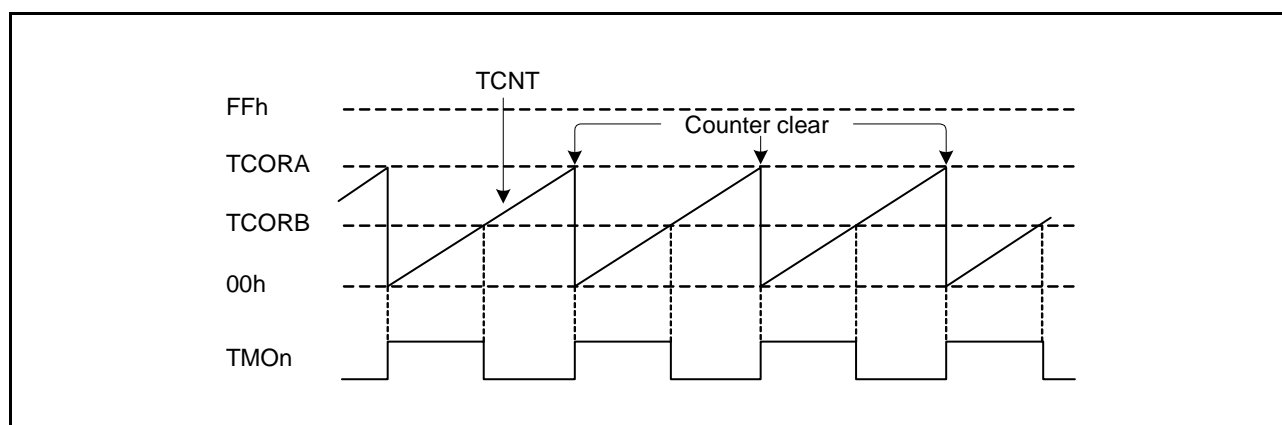 TCNT
FFh
Counter clear
TCORA
TCORB
00h
TMOn